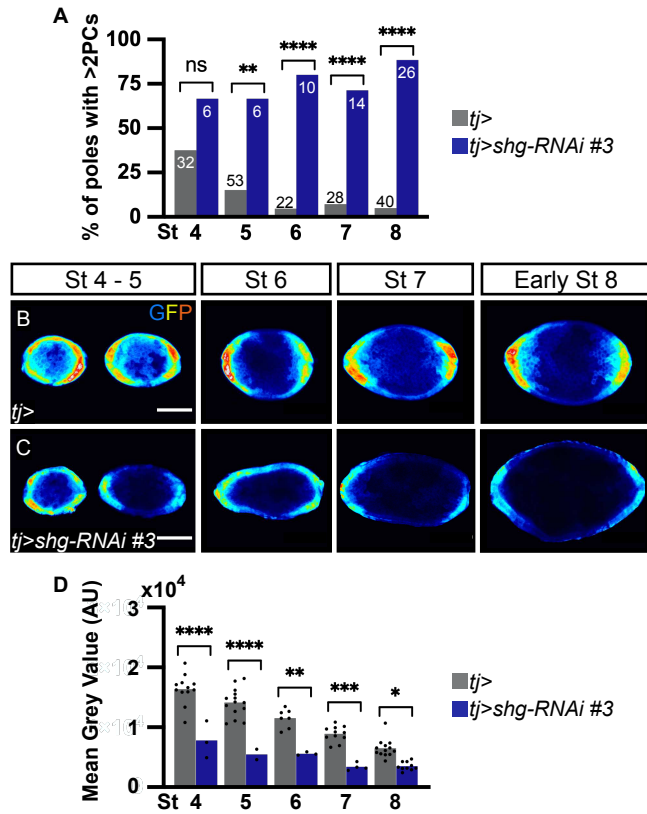 A
% of poles with >2PCs
100
75
50
25
0
ns
**
****
****
****
32
6
53
6
22
10
28
14
40
26
St 4 5 6 7 8
tj>
tj>shg-RNAi #3
St 4 - 5
St 6
St 7
Early St 8
B
GFP
tj>
C
tj>shg-RNAi #3
D
Mean Grey Value (AU)
x10⁴
3
2
1
0
****
****
**
***
*
St 4 5 6 7 8
tj>
tj>shg-RNAi #3